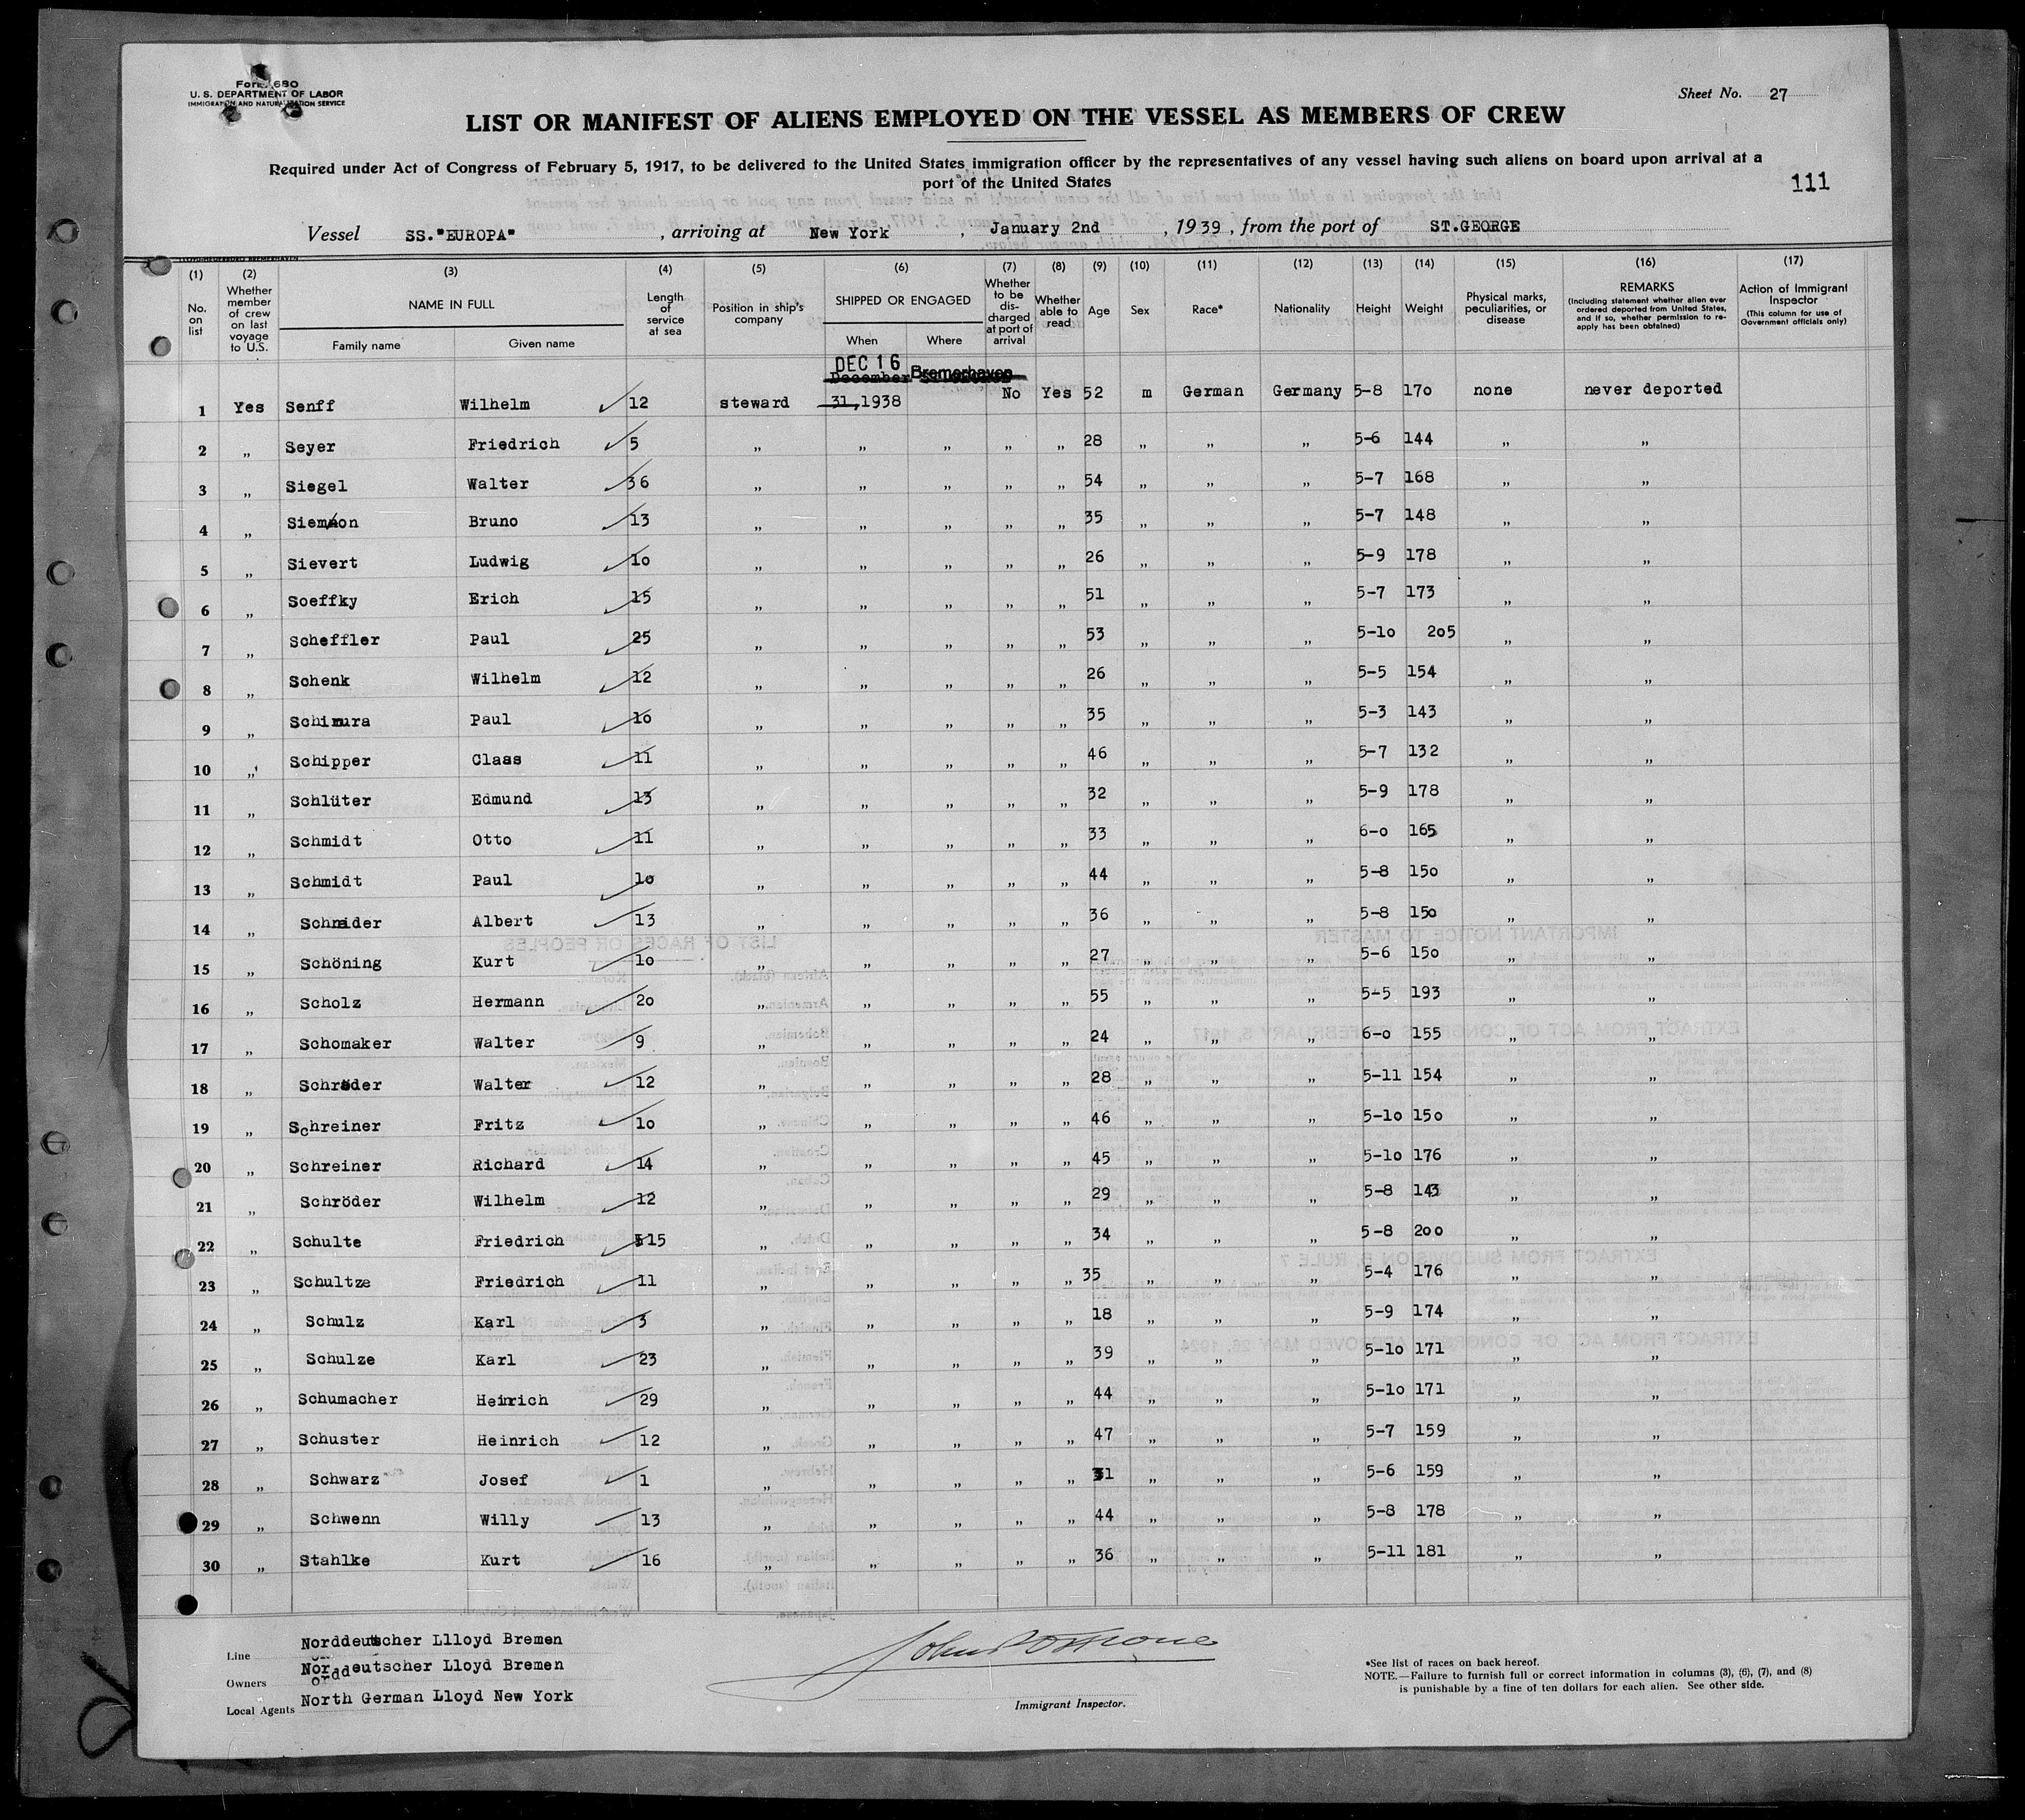 Form 680
U. S. DEPARTMENT OF LABOR
IMMIGRATION AND NATURALIZATION SERVICE
Sheet No. 27
LIST OR MANIFEST OF ALIENS EMPLOYED ON THE VESSEL AS MEMBERS OF CREW
Required under Act of Congress of February 5, 1917, to be delivered to the United States immigration officer by the representatives of any vessel having such aliens on board upon arrival at a
port of the United States
111
Vessel SS."EUROPA", arriving at New York, January 2nd, 1939, from the port of ST.GEORGE
(1) (2) (3) (4) (5) (6) (7) (8) (9) (10) (11) (12) (13) (14) (15) (16) (17)
No. on list
Whether member of crew on last voyage to U.S.
NAME IN FULL
Family name Given name
Length of service at sea
Position in ship's company
SHIPPED OR ENGAGED
When Where
Whether to be discharged at port of arrival
Whether able to read
Age
Sex
Race*
Nationality
Height
Weight
Physical marks, peculiarities, or disease
REMARKS
(Including statement whether alien ever ordered deported from United States, and if so, whether permission to re-apply has been obtained)
Action of Immigrant Inspector
(This column for use of Government officials only)
DEC 16 Bremerhaven
December
1 Yes Senff Wilhelm 12 steward 31,1938 No Yes 52 m German Germany 5-8 170 none never deported
2 " Seyer Friedrich 5 " " " " " 28 " " " 5-6 144 " "
3 " Siegel Walter 36 " " " " " 54 " " " 5-7 168 " "
4 " Bruno 13 " " " " " 35 " " " 5-7 148 " "
5 " Sievert Ludwig 10 " " " " " 26 " " " 5-9 178 " "
6 " Soeffky Erich 15 " " " " " 51 " " " 5-7 173 " "
7 " Scheffler Paul 25 " " " " " 53 " " " 5-10 205 " "
8 " Schenk Wilhelm 12 " " " " " 26 " " " 5-5 154 " "
9 " Paul 10 " " " " " 35 " " " 5-3 143 " "
10 " Schipper Claas 11 " " " " " 46 " " " 5-7 132 " "
11 " Schlüter Edmund 13 " " " " " 32 " " " 5-9 178 " "
12 " Schmidt Otto 11 " " " " " 33 " " " 6-0 165 " "
13 " Schmidt Paul 10 " " " " " 44 " " " 5-8 150 " "
14 " Schneider Albert 13 " " " " " 36 " " " 5-8 150 " "
15 " Schöning Kurt 10 " " " " " 27 " " " 5-6 150 " "
16 " Scholz Hermann 20 " " " " " 55 " " " 5-5 193 " "
17 " Schomaker Walter 9 " " " " " 24 " " " 6-0 155 " "
18 " Schröder Walter 12 " " " " " 28 " " " 5-11 154 " "
19 " Schreiner Fritz 10 " " " " " 46 " " " 5-10 150 " "
20 " Schreiner Richard 14 " " " " " 45 " " " 5-10 176 " "
21 " Schröder Wilhelm 12 " " " " " 29 " " " 5-8 143 " "
22 " Schulte Friedrich 15 " " " " " 34 " " " 5-8 200 " "
23 " Schultze Friedrich 11 " " " " " 35 " " " 5-4 176 " "
24 " Schulz Karl 3 " " " " " 18 " " " 5-9 174 " "
25 " Schulze Karl 23 " " " " " 39 " " " 5-10 171 " "
26 " Schumacher Heinrich 29 " " " " " 44 " " " 5-10 171 " "
27 " Schuster Heinrich 12 " " " " " 47 " " " 5-7 159 " "
28 " Schwarz Josef 1 " " " " " 31 " " " 5-6 159 " "
29 " Schwenn Willy 13 " " " " " 44 " " " 5-8 178 " "
30 " Stahlke Kurt 16 " " " " " 36 " " " 5-11 181 " "
Line Norddeutscher Llloyd Bremen
Owners Norddeutscher Lloyd Bremen
Local Agents North German Lloyd New York
Immigrant Inspector.
*See list of races on back hereof.
NOTE.—Failure to furnish full or correct information in columns (3), (6), (7), and (8)
is punishable by a fine of ten dollars for each alien. See other side.